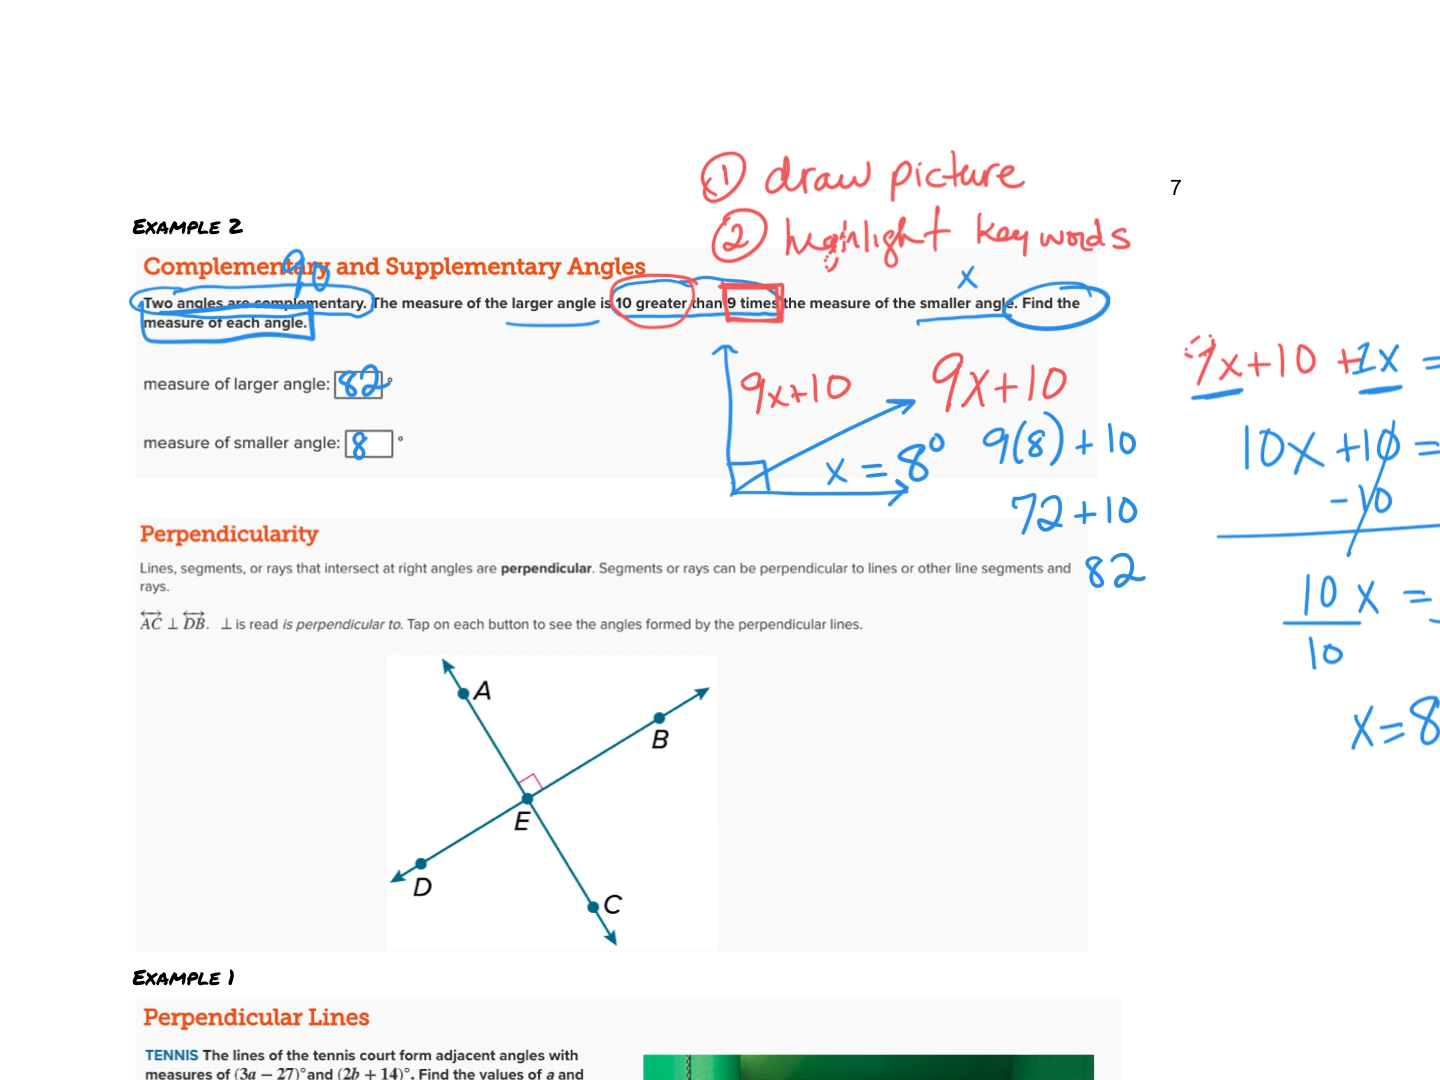 ① draw picture
7
② highlight key words
Example 2
90
Complementary and Supplementary Angles
x
Two angles are complementary. The measure of the larger angle is 10 greater than 9 times the measure of the smaller angle. Find the
measure of each angle.
measure of larger angle: 82°
measure of smaller angle: 8°
9x+10
9x+10
9(8)+10
x=8°
72+10
82
9x+10+1x=
10x+10=
-10
10x=
10
x=8
Perpendicularity
Lines, segments, or rays that intersect at right angles are perpendicular. Segments or rays can be perpendicular to lines or other line segments and
rays.
AC ⊥ DB. ⊥ is read is perpendicular to. Tap on each button to see the angles formed by the perpendicular lines.
A
B
E
D
C
Example 1
Perpendicular Lines
TENNIS The lines of the tennis court form adjacent angles with
measures of (3a − 27)° and (2b + 14)°. Find the values of a and